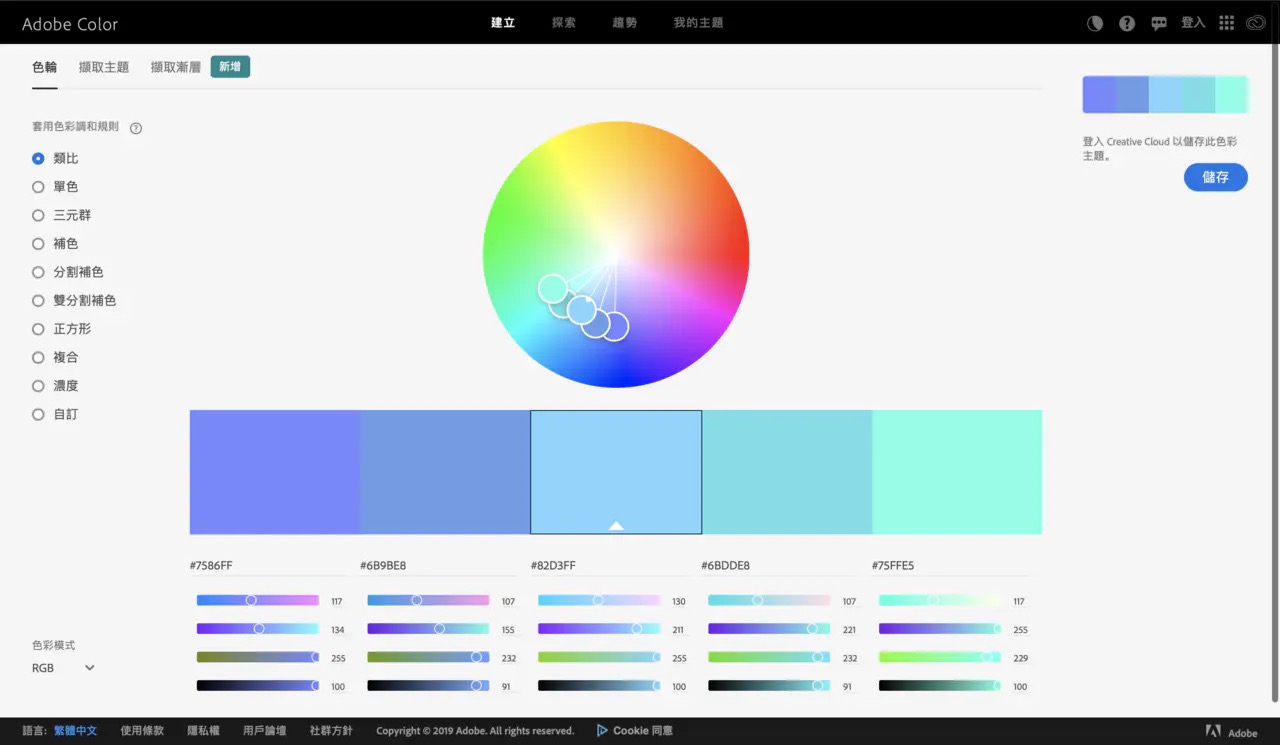 Adobe Color
建立 探索 趨勢 我的主題
登入
色輪 擷取主題 擷取漸層 新增
套用色彩調和規則
類比
單色
三元群
補色
分割補色
雙分割補色
正方形
複合
濃度
自訂
登入 Creative Cloud 以儲存此色彩
主題。
儲存
#7586FF #6B9BE8 #82D3FF #6BDDE8 #75FFE5
117 107 130 107 117
134 155 211 221 255
255 232 255 232 229
100 91 100 91 100
色彩模式
RGB
語言: 繁體中文 使用條款 隱私權 用戶論壇 社群方針 Copyright © 2019 Adobe. All rights reserved. Cookie 同意 Adobe